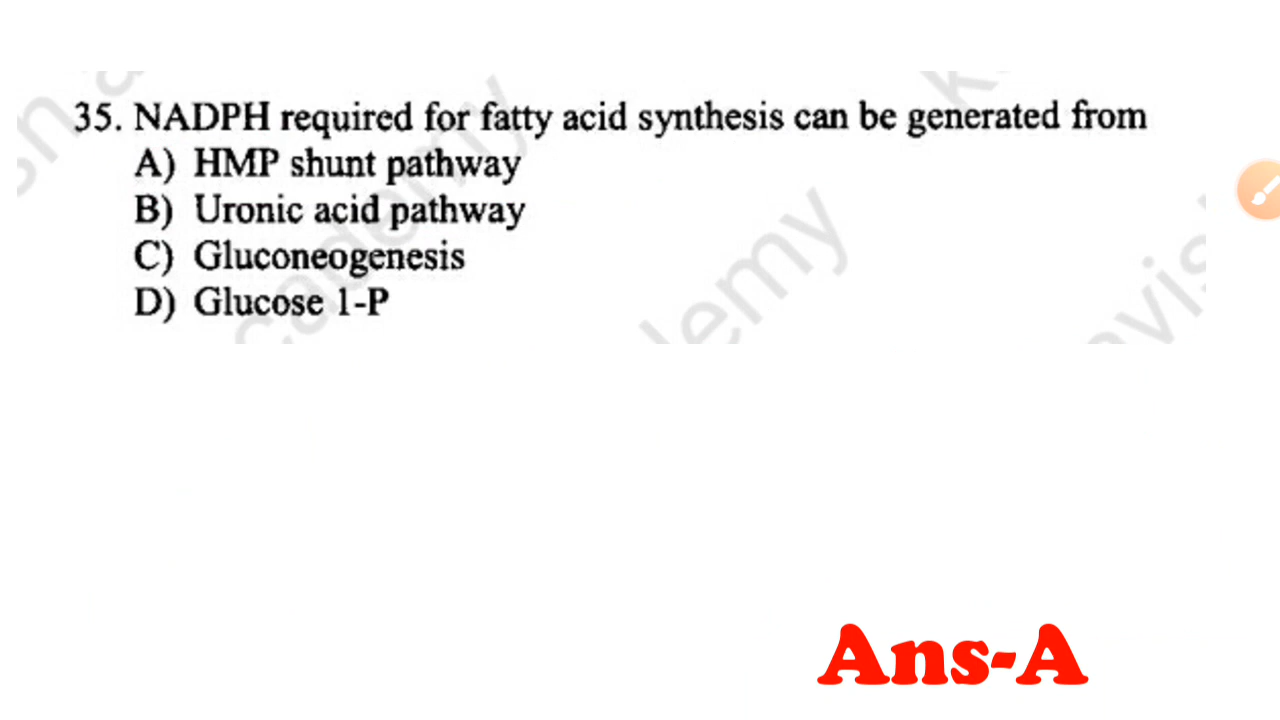 35. NADPH required for fatty acid synthesis can be generated from
A) HMP shunt pathway
B) Uronic acid pathway
C) Gluconeogenesis
D) Glucose 1-P
Ans-A